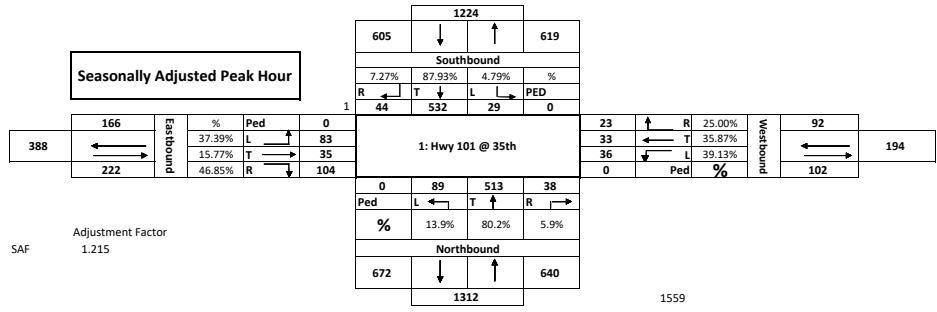 1224
605 619
Southbound
Seasonally Adjusted Peak Hour
7.27% 87.93% 4.79% %
R T L PED
1 44 532 29 0
166 Eastbound % Ped 0 23 R 25.00% Westbound 92
388 37.39% L 83 1: Hwy 101 @ 35th 33 T 35.87% 194
15.77% T 35 36 L 39.13%
222 46.85% R 104 0 Ped % 102
0 89 513 38
Ped L T R
% 13.9% 80.2% 5.9%
Adjustment Factor
SAF 1.215
Northbound
672 640
1312 1559